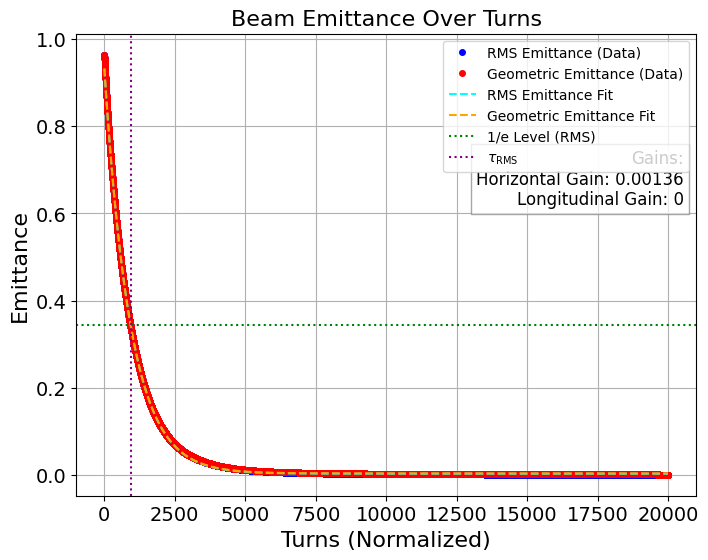 Beam Emittance Over Turns
1.0
0.8
0.6
0.4
0.2
0.0
Emittance
RMS Emittance (Data)
Geometric Emittance (Data)
RMS Emittance Fit
Geometric Emittance Fit
1/e Level (RMS)
τRMS
Gains:
Horizontal Gain: 0.00136
Longitudinal Gain: 0
0 2500 5000 7500 10000 12500 15000 17500 20000
Turns (Normalized)